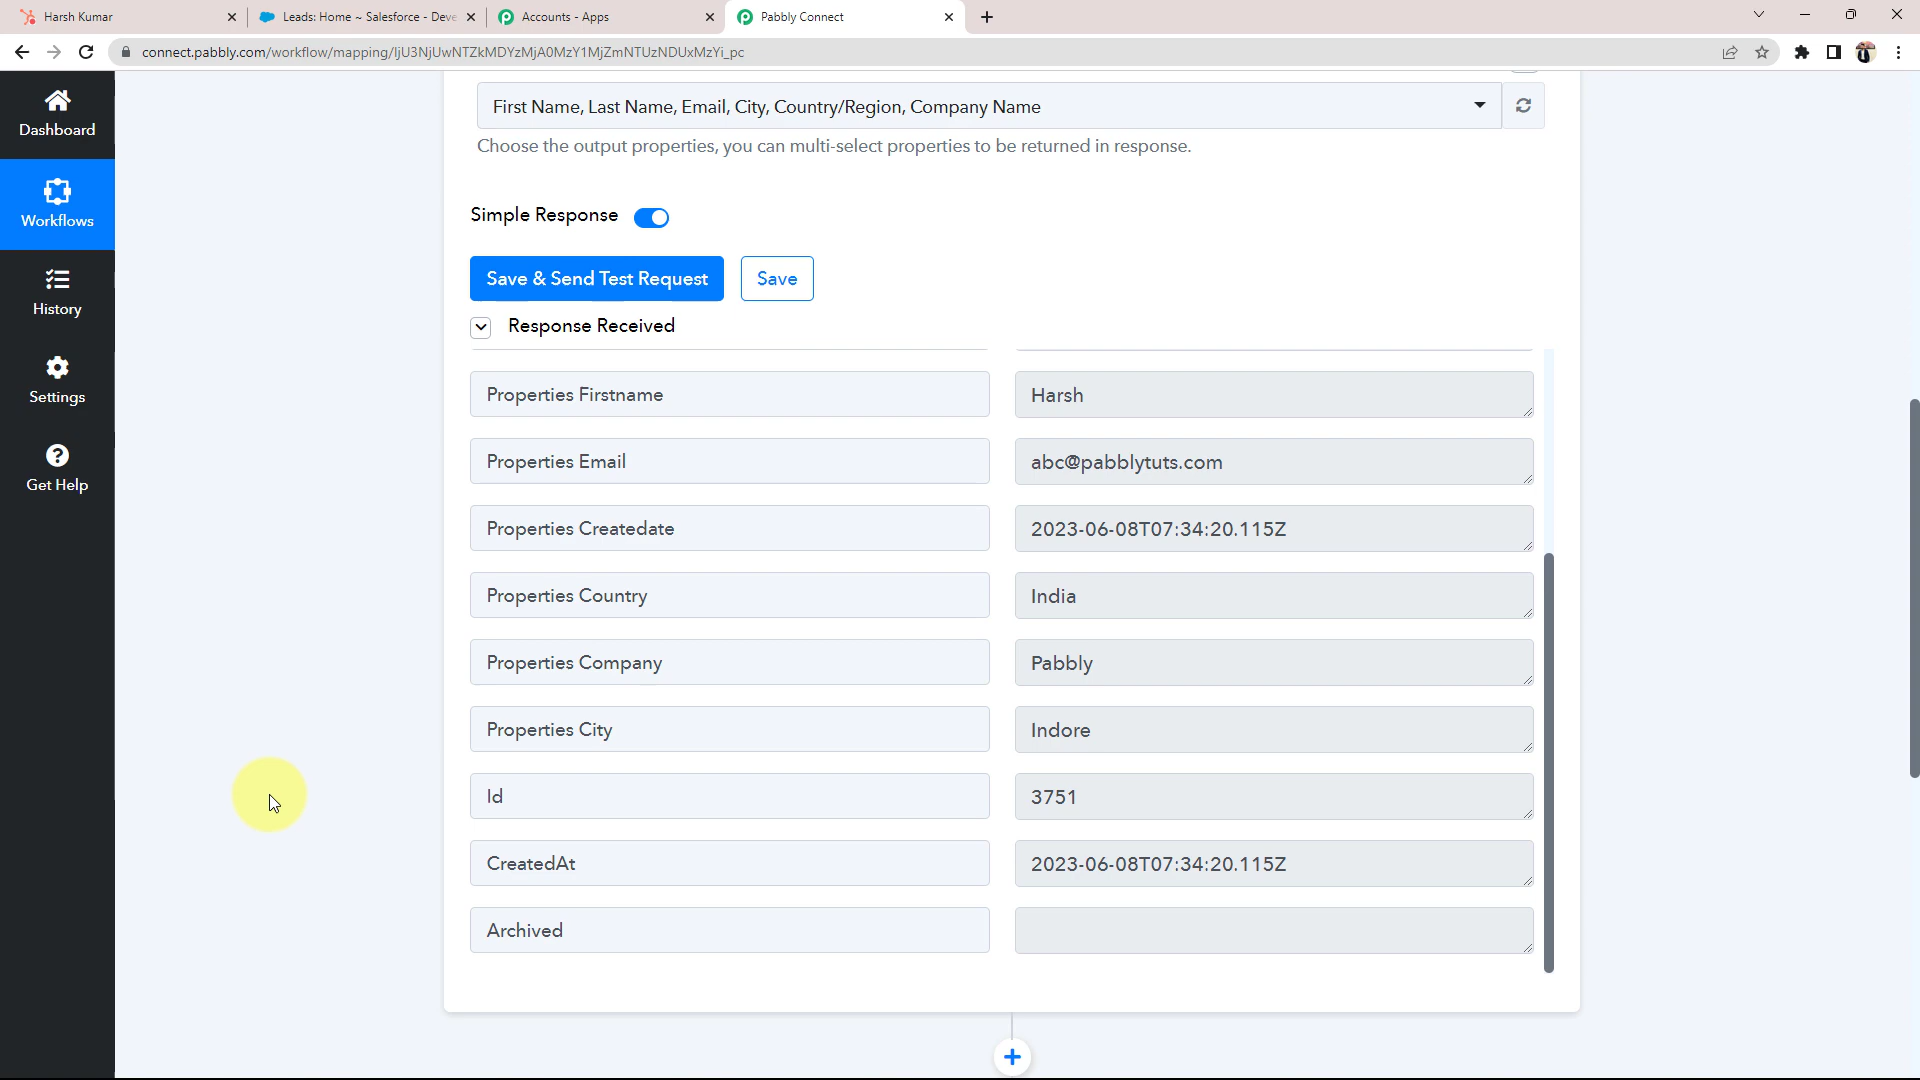 Harsh Kumar
Leads: Home ~ Salesforce - Deve
Accounts - Apps
Pabbly Connect
connect.pabbly.com/workflow/mapping/IjU3NjUwNTZkMDYzMjA0MzY1MjZmNTUzNDUxMzYi_pc
Dashboard
Workflows
History
Settings
Get Help
First Name, Last Name, Email, City, Country/Region, Company Name
Choose the output properties, you can multi-select properties to be returned in response.
Simple Response
Save & Send Test Request
Save
Response Received
Properties Firstname
Harsh
Properties Email
abc@pabblytuts.com
Properties Createdate
2023-06-08T07:34:20.115Z
Properties Country
India
Properties Company
Pabbly
Properties City
Indore
Id
3751
CreatedAt
2023-06-08T07:34:20.115Z
Archived